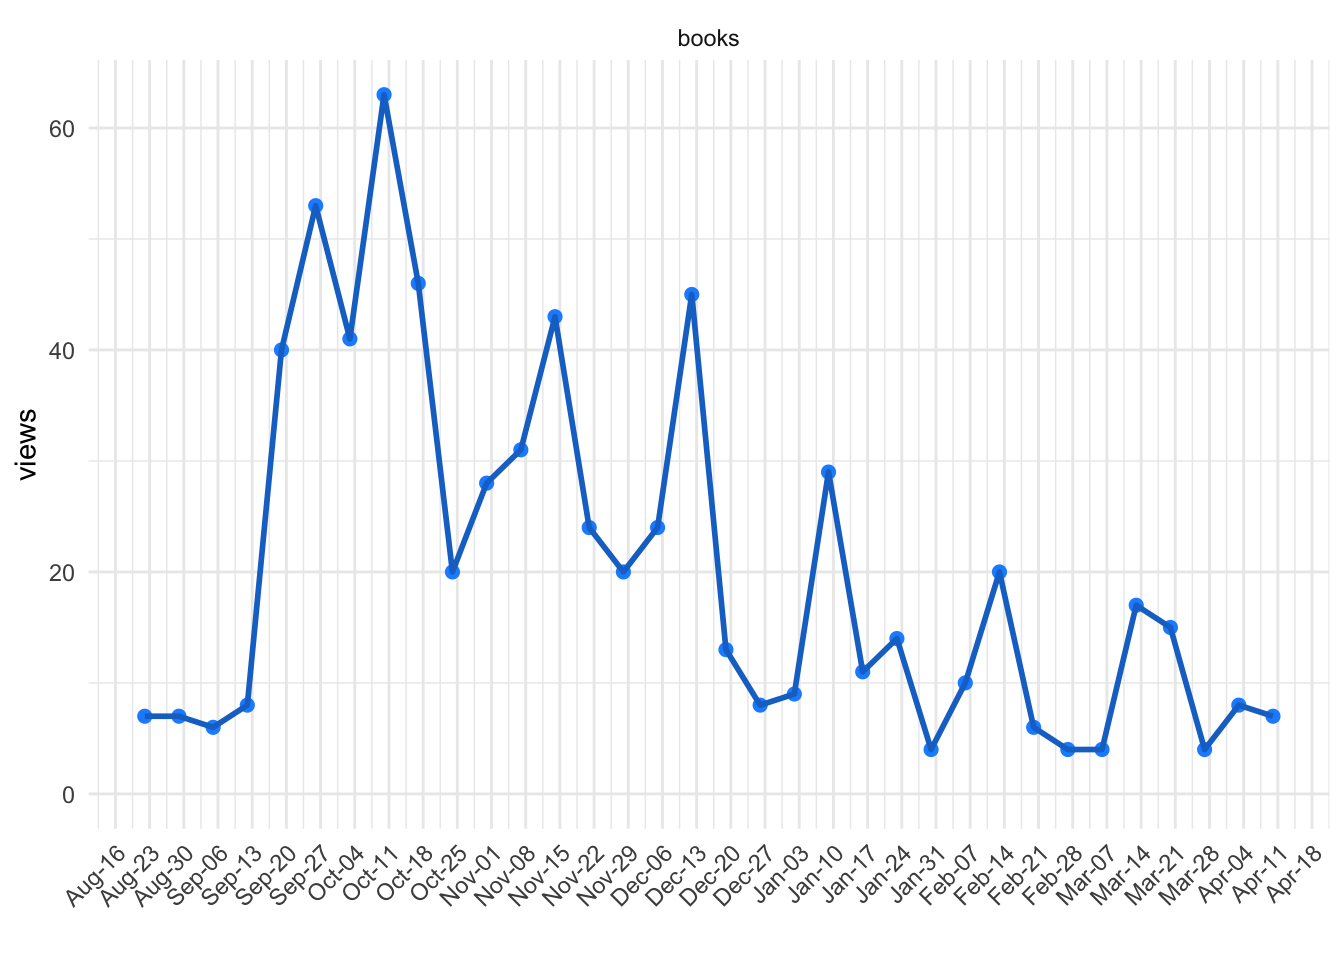 books
views
60
40
20
0
Aug-16
Aug-23
Aug-30
Sep-06
Sep-13
Sep-20
Sep-27
Oct-04
Oct-11
Oct-18
Oct-25
Nov-01
Nov-08
Nov-15
Nov-22
Nov-29
Dec-06
Dec-13
Dec-20
Dec-27
Jan-03
Jan-10
Jan-17
Jan-24
Jan-31
Feb-07
Feb-14
Feb-21
Feb-28
Mar-07
Mar-14
Mar-21
Mar-28
Apr-04
Apr-11
Apr-18